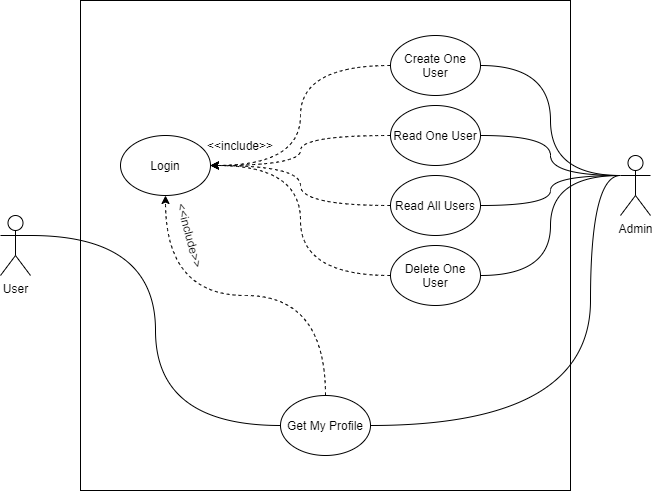 Create One
User
<<include>>
Read One User
Login
Read All Users
Admin
<<include>>
Delete One
User
User
Get My Profile